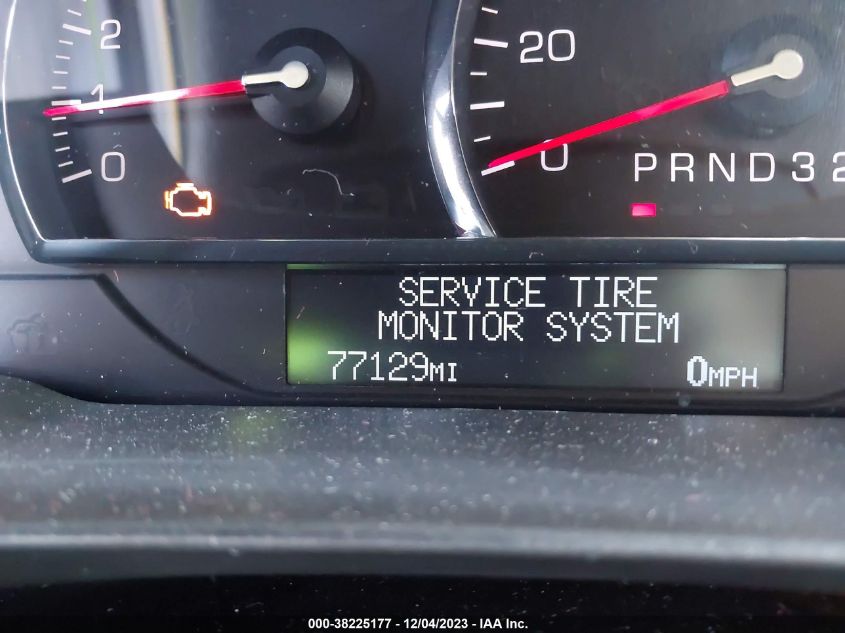 2
1
0
20
0
PRND32
SERVICE TIRE
MONITOR SYSTEM
77129MI 0MPH
000-38225177 - 12/04/2023 - IAA Inc.